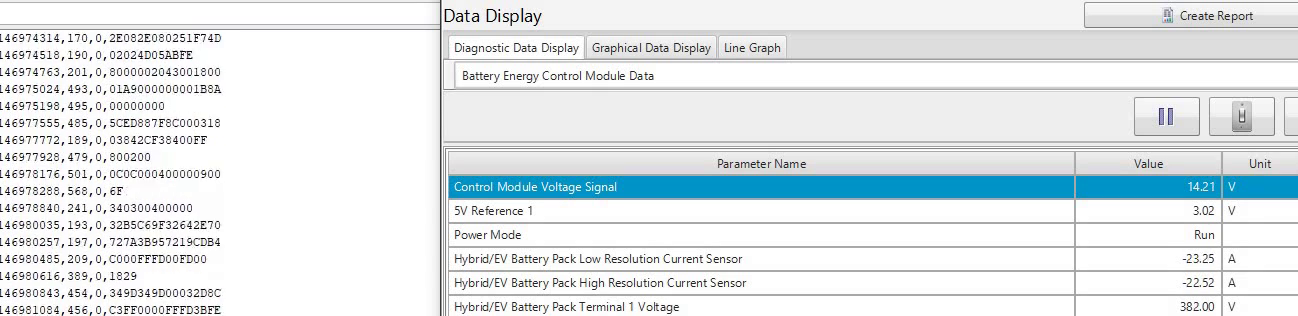 146974314,170,0,2E082E080251F74D
146974518,190,0,02024D05ABFE
146974763,201,0,8000002043001800
146975024,493,0,01A9000000001B8A
146975198,495,0,00000000
146977555,485,0,5CED887F8C000318
146977772,189,0,03842CF38400FF
146977928,479,0,800200
146978176,501,0,0C0C000400000900
146978288,568,0,6F
146978840,241,0,340300400000
146980035,193,0,32B5C69F32642E70
146980257,197,0,727A3B957219CDB4
146980485,209,0,C000FFFD00FD00
146980616,389,0,1829
146980843,454,0,349D349D00032D8C
146981084,456,0,C3FF0000FFFD3BFE
Data Display
Create Report
Diagnostic Data Display Graphical Data Display Line Graph
Battery Energy Control Module Data
Parameter Name Value Unit
Control Module Voltage Signal 14.21 V
5V Reference 1 3.02 V
Power Mode Run
Hybrid/EV Battery Pack Low Resolution Current Sensor -23.25 A
Hybrid/EV Battery Pack High Resolution Current Sensor -22.52 A
Hybrid/EV Battery Pack Terminal 1 Voltage 382.00 V